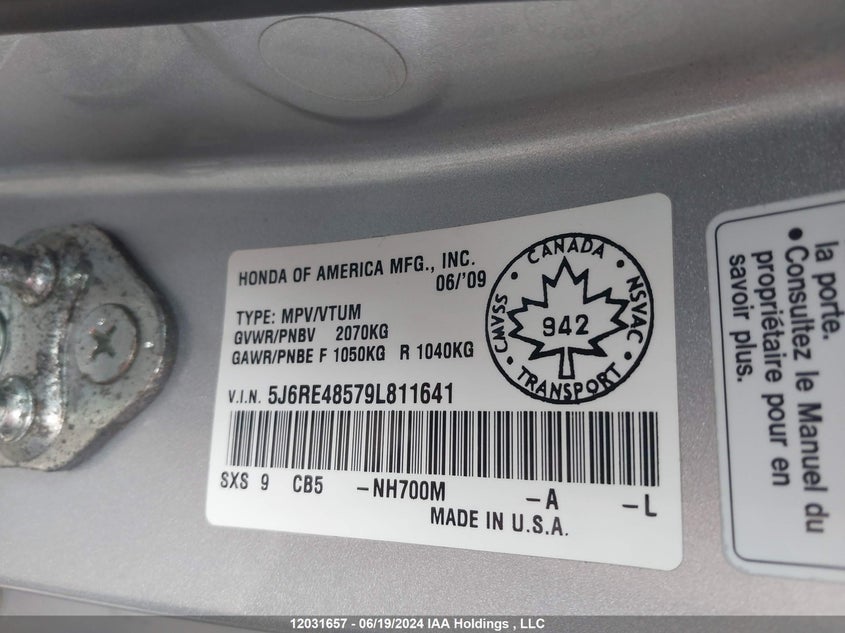 HONDA OF AMERICA MFG., INC.
06/'09
TYPE: MPV/VTUM
GVWR/PNBV 2070KG
GAWR/PNBE F 1050KG R 1040KG
V.I.N. 5J6RE48579L811641
SXS 9 CB5 -NH700M -A -L
MADE IN U.S.A.
CANADA
CMVSS 942 NSVAC
TRANSPORT
la porte.
• Consultez le Manuel du
propriétaire pour en
savoir plus.
12031657 - 06/19/2024 IAA Holdings , LLC